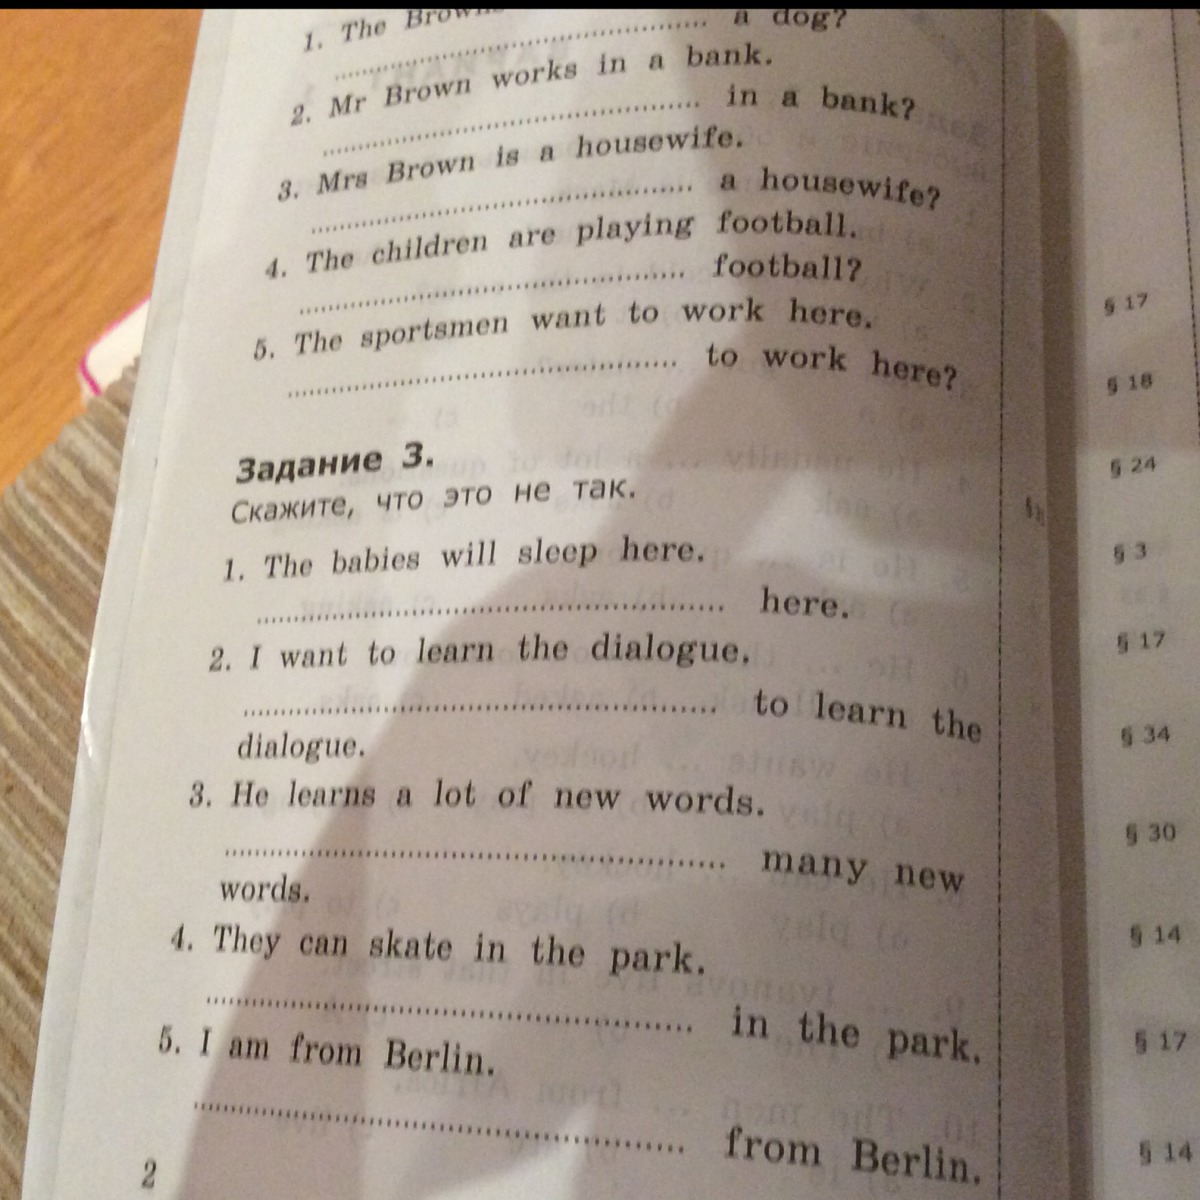 1. The Browns
.......... a dog?
2. Mr Brown works in a bank.
.......... in a bank?
3. Mrs Brown is a housewife.
.......... a housewife?
4. The children are playing football.
.......... football?
5. The sportsmen want to work here.
.......... to work here?
Задание 3.
Скажите, что это не так.
1. The babies will sleep here.
.......... here.
2. I want to learn the dialogue.
.......... to learn the
dialogue.
3. He learns a lot of new words.
.......... many new
words.
4. They can skate in the park.
.......... in the park.
5. I am from Berlin.
.......... from Berlin.
2
§ 17
§ 18
§ 24
§ 3
§ 17
§ 34
§ 30
§ 14
§ 17
§ 14